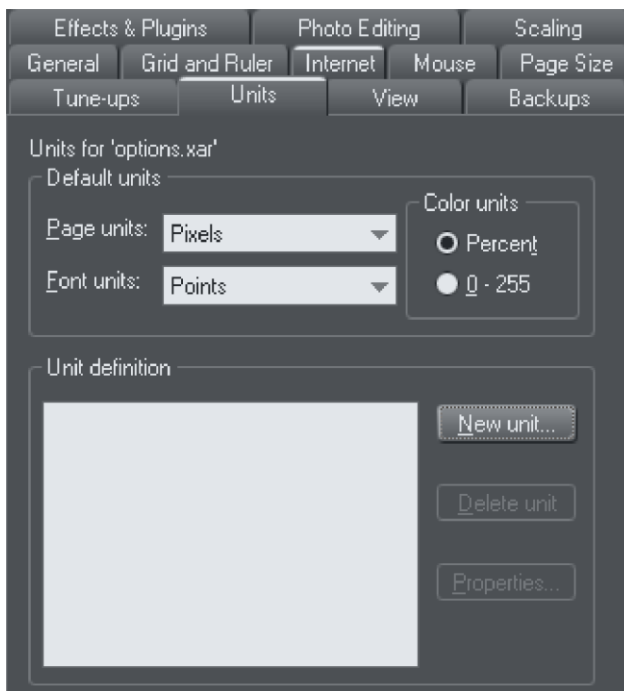 Effects & Plugins Photo Editing Scaling
General Grid and Ruler Internet Mouse Page Size
Tune-ups Units View Backups
Units for 'options.xar'
Default units
Page units: Pixels
Font units: Points
Color units
Percent
0 - 255
Unit definition
New unit...
Delete unit
Properties...